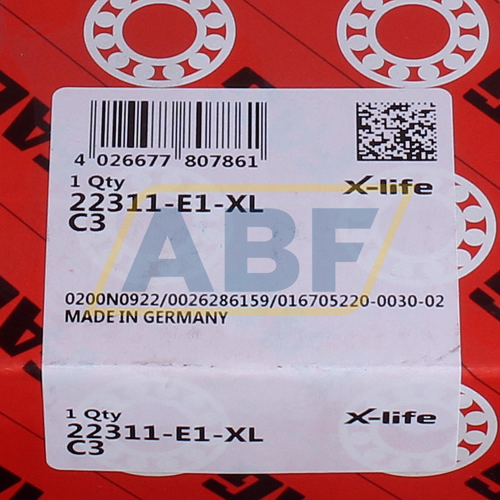 4 026677 807861
1 Qty
X-life
22311-E1-XL
C3
ABF
0200N0922/0026286159/016705220-0030-02
MADE IN GERMANY
1 Qty
X-life
22311-E1-XL
C3